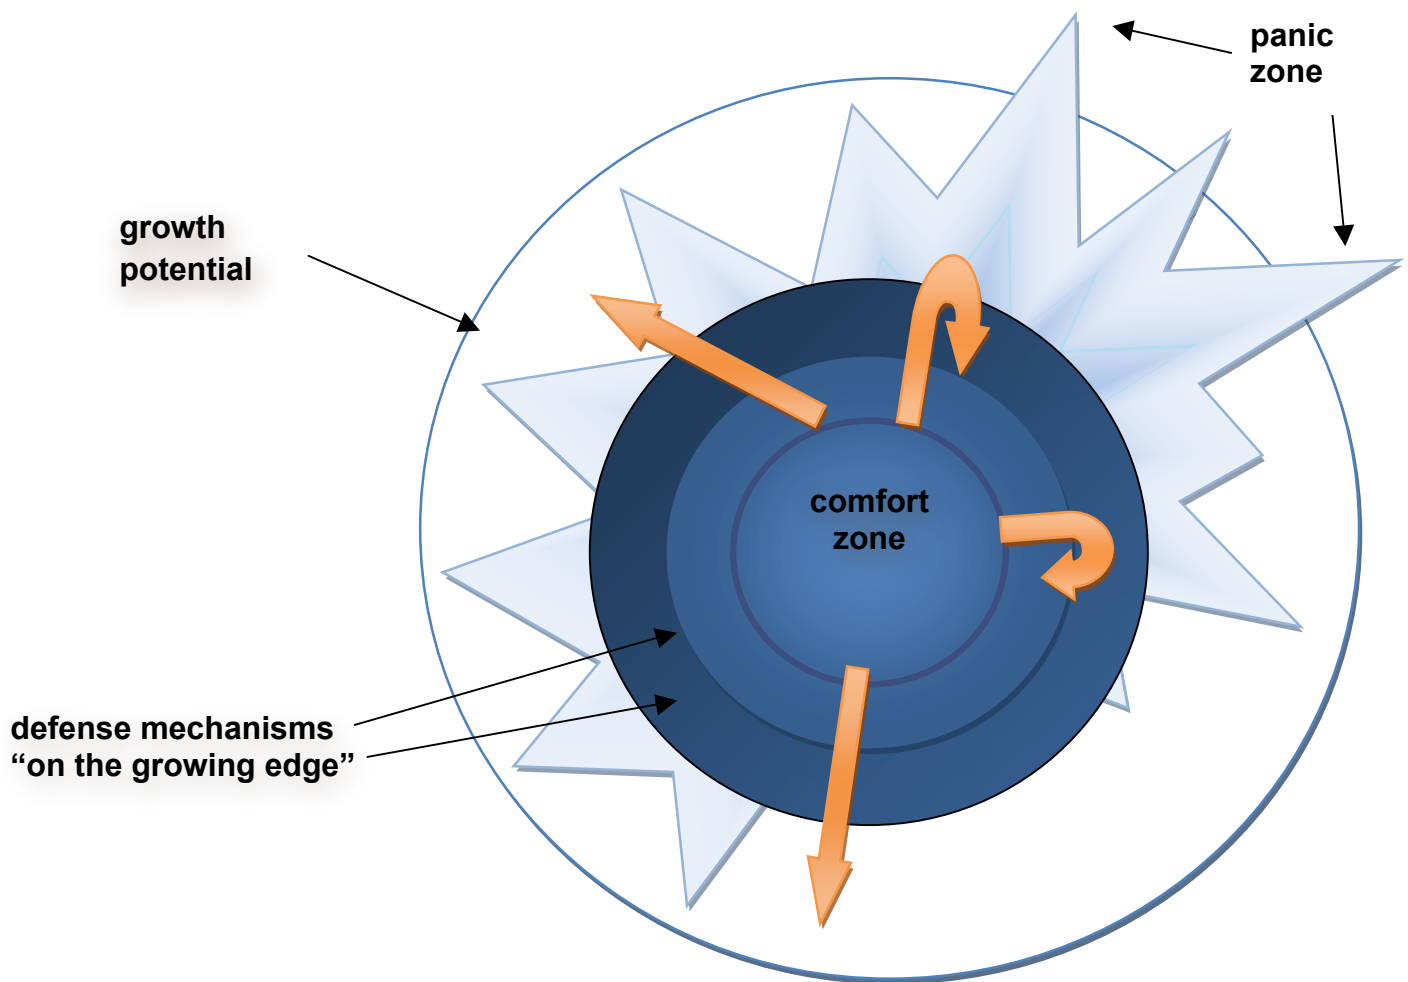 panic
zone
growth
potential
comfort
zone
defense mechanisms
“on the growing edge”